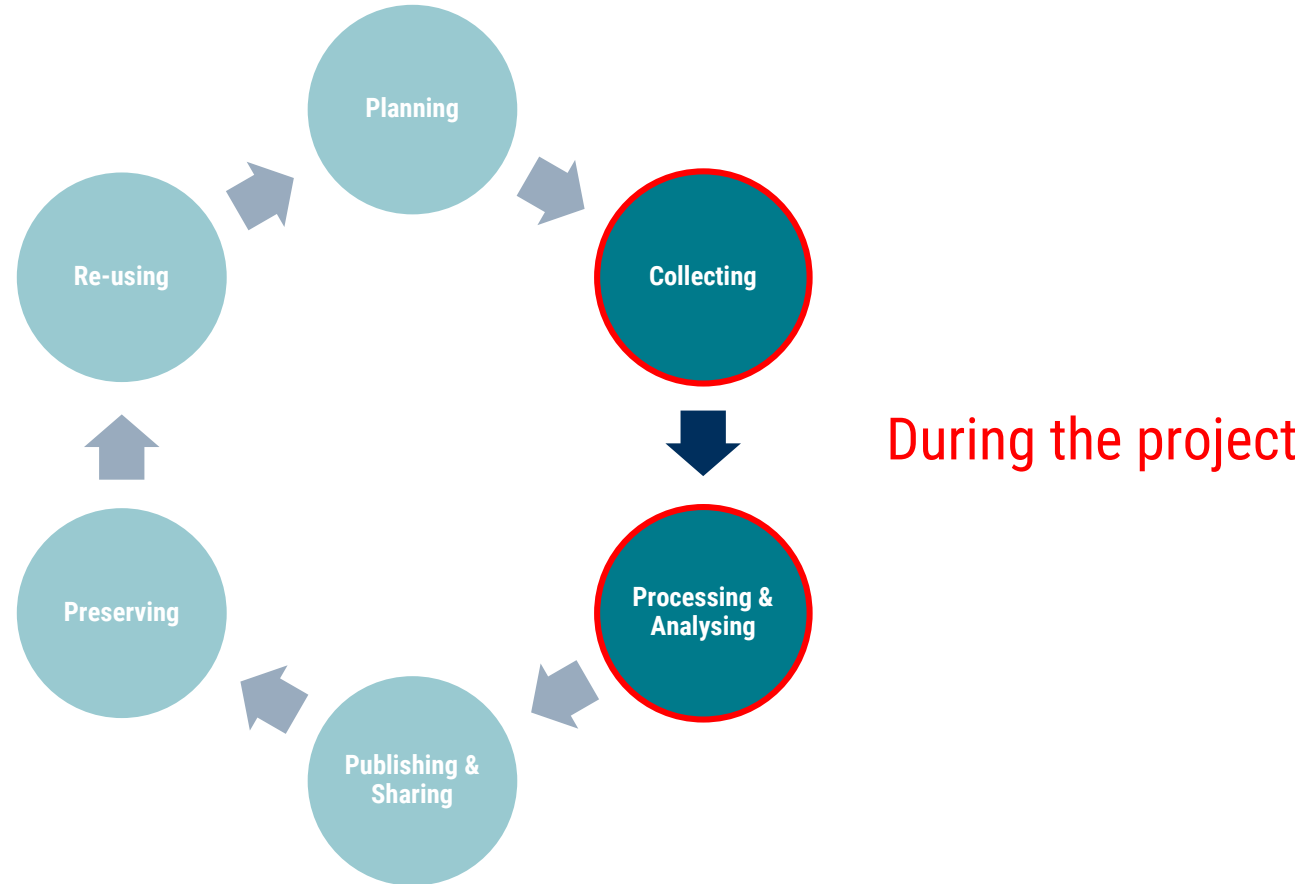 Planning
Collecting
During the project
Processing &
Analysing
Publishing &
Sharing
Preserving
Re-using